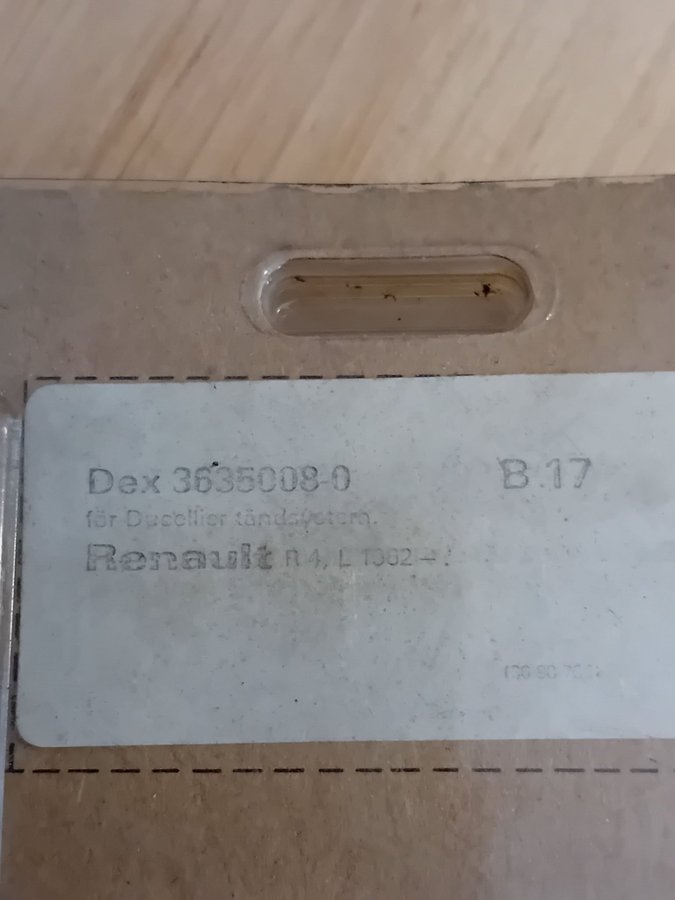 Dex 3635008-0 B.17
för Ducellier tändsystem.
Renault R 4, L 1962 –